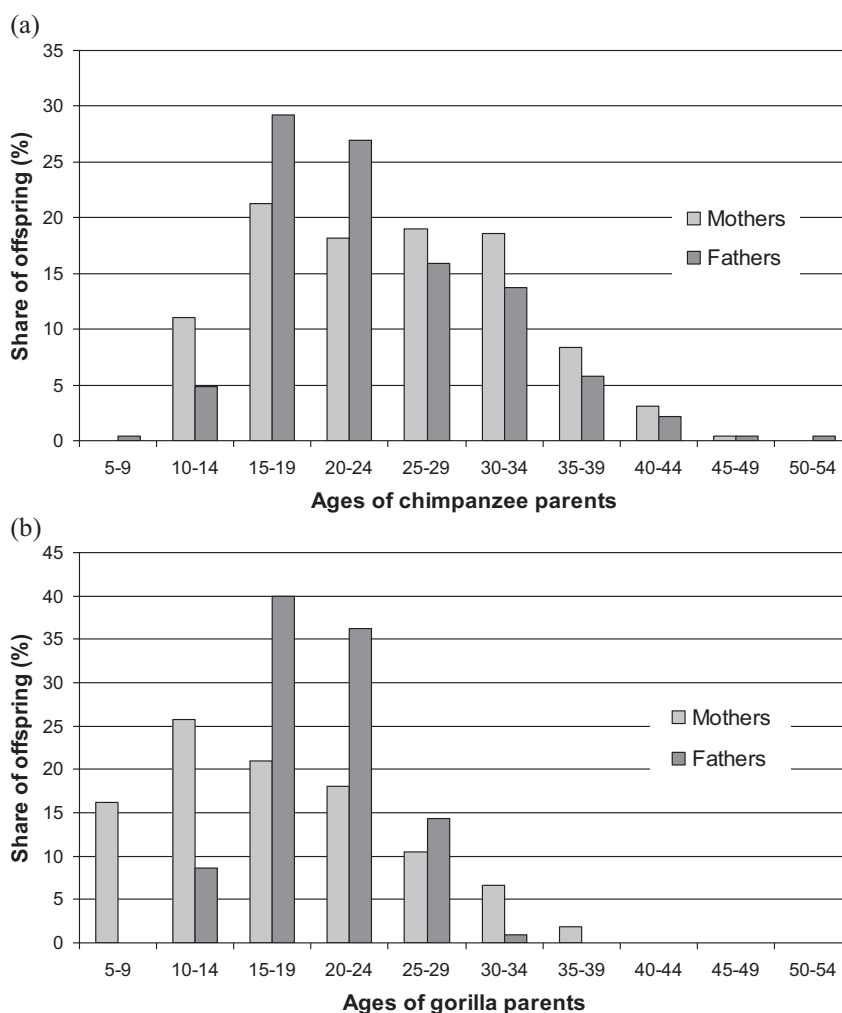 (a)
35
30
25
20
15
10
5
0
Share of offspring (%)
Mothers
Fathers
5-9 10-14 15-19 20-24 25-29 30-34 35-39 40-44 45-49 50-54
Ages of chimpanzee parents
(b)
45
40
35
30
25
20
15
10
5
0
Share of offspring (%)
Mothers
Fathers
5-9 10-14 15-19 20-24 25-29 30-34 35-39 40-44 45-49 50-54
Ages of gorilla parents